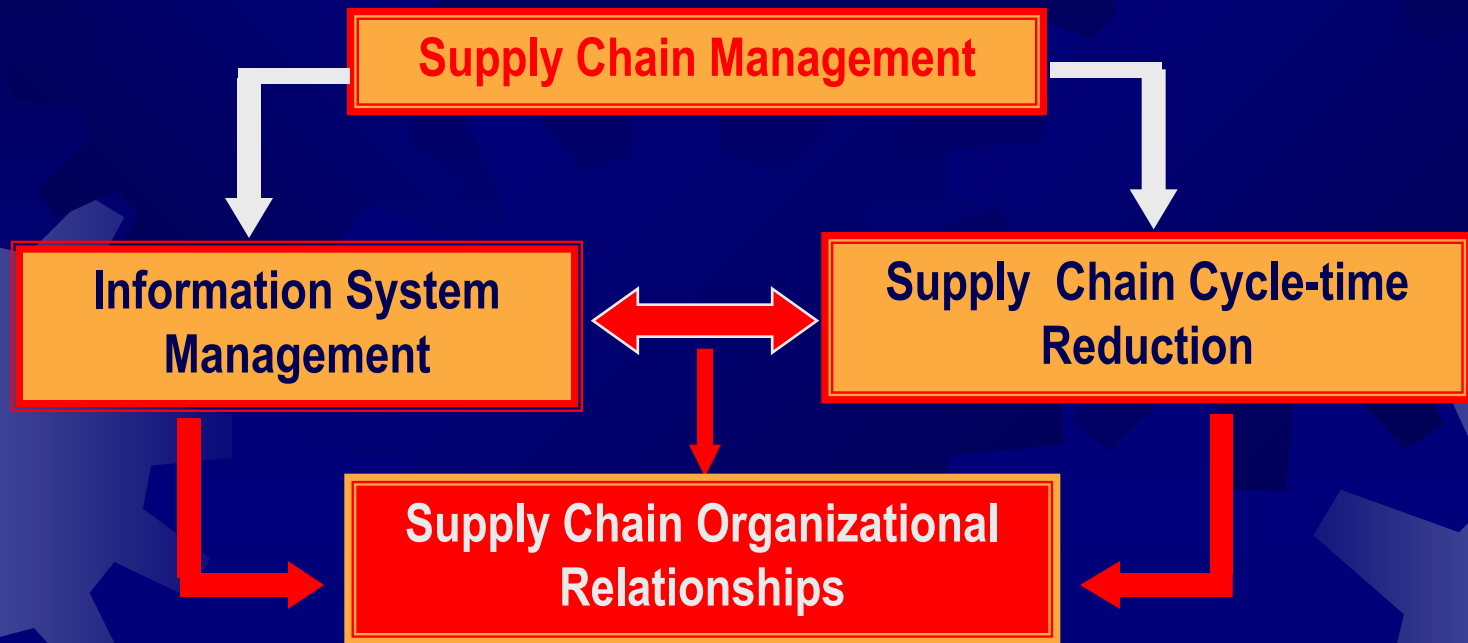 Supply Chain Management
Information System
Management
Supply Chain Cycle-time
Reduction
Supply Chain Organizational
Relationships